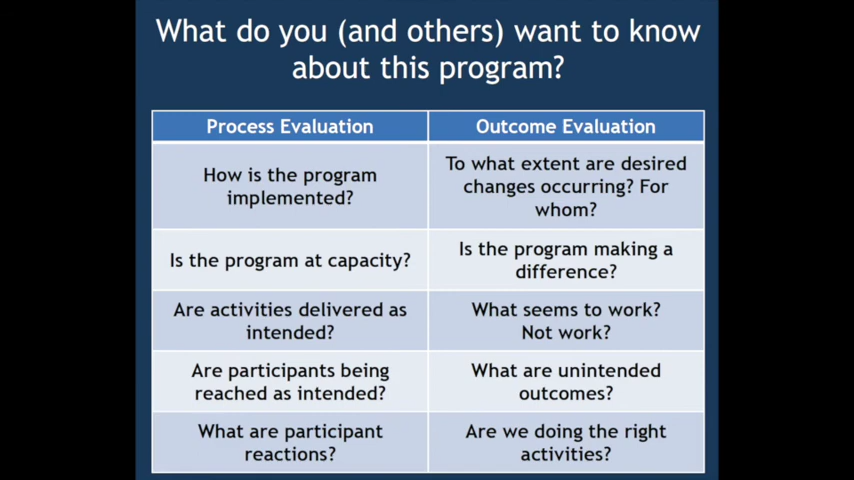 What do you (and others) want to know
about this program?
Process Evaluation
Outcome Evaluation
How is the program
implemented?
To what extent are desired
changes occurring? For
whom?
Is the program at capacity?
Is the program making a
difference?
Are activities delivered as
intended?
What seems to work?
Not work?
Are participants being
reached as intended?
What are unintended
outcomes?
What are participant
reactions?
Are we doing the right
activities?